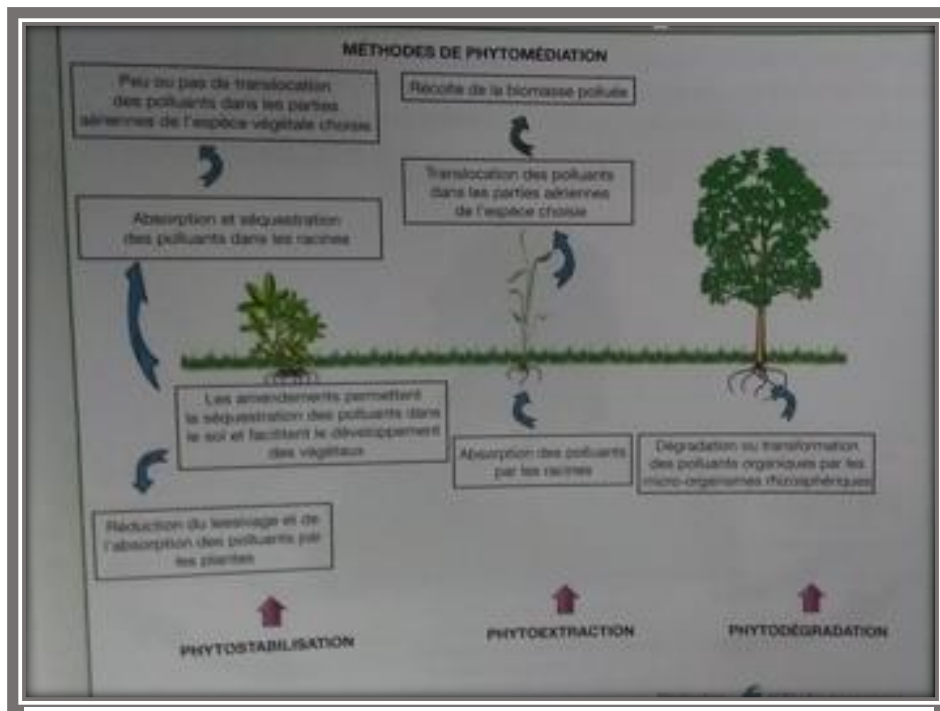 MÉTHODES DE PHYTOMÉDIATION
Peu ou pas de translocation
des polluants dans les parties
aériennes de l'espèce végétale choisie
Absorption et séquestration
des polluants dans les racines
Les amendements permettent
la séquestration des polluants dans
le sol et facilitent le développement
des végétaux
Réduction du lessivage et de
l'absorption des polluants par
les plantes
PHYTOSTABILISATION
Récolte de la biomasse polluée
Translocation des polluants
dans les parties aériennes
de l'espèce choisie
Absorption des polluants
par les racines
PHYTOEXTRACTION
Dégradation ou transformation
des polluants organiques par les
micro-organismes rhizosphériques
PHYTODÉGRADATION